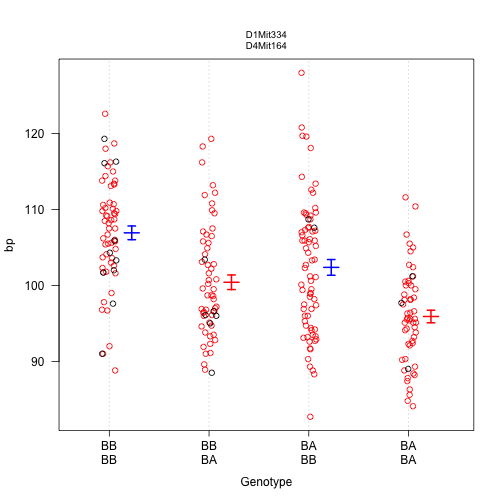 D1Mit334
D4Mit164
120
110
100
90
bp
BB BB BA BA
BB BA BB BA
Genotype